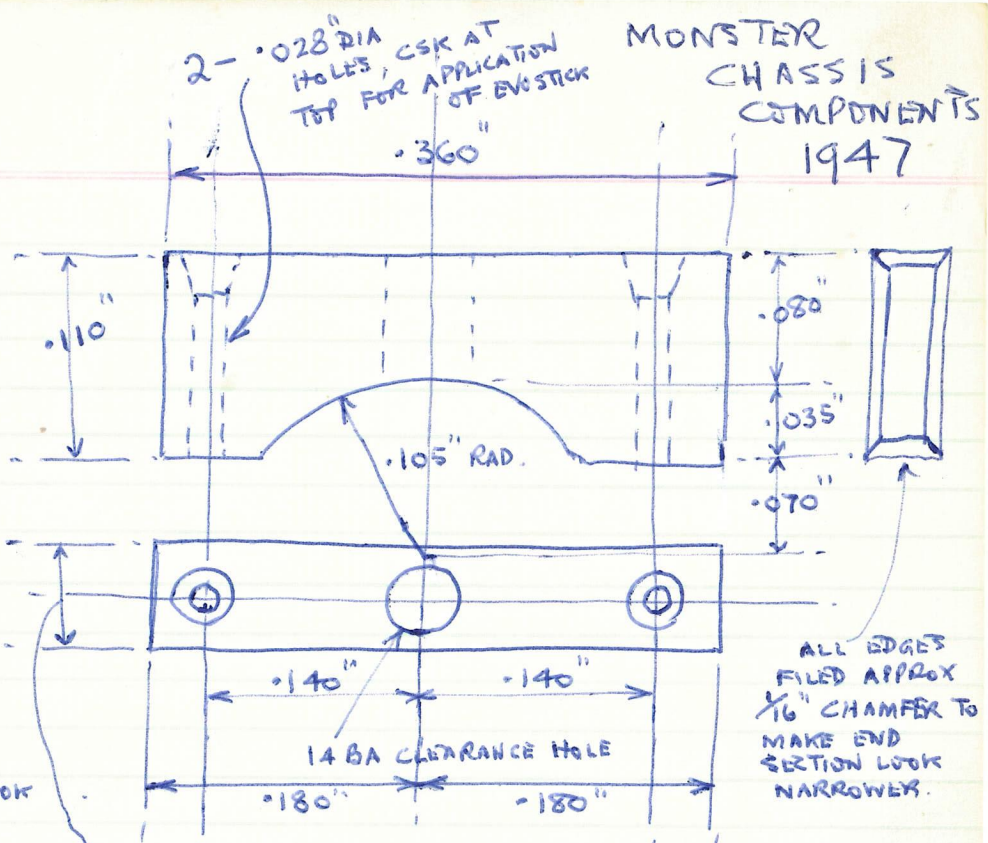 2 - .028" DIA
HOLES, CSK AT
TOP FOR APPLICATION
OF EVOSTICK
MONSTER
CHASSIS
COMPONENTS
1947
.360"
.110"
.080"
.035"
.105" RAD.
.070"
.140"
.140"
14 BA CLEARANCE HOLE
.180"
.180"
ALL EDGES
FILED APPROX
1/16" CHAMFER TO
MAKE END
SECTION LOOK
NARROWER.
OK